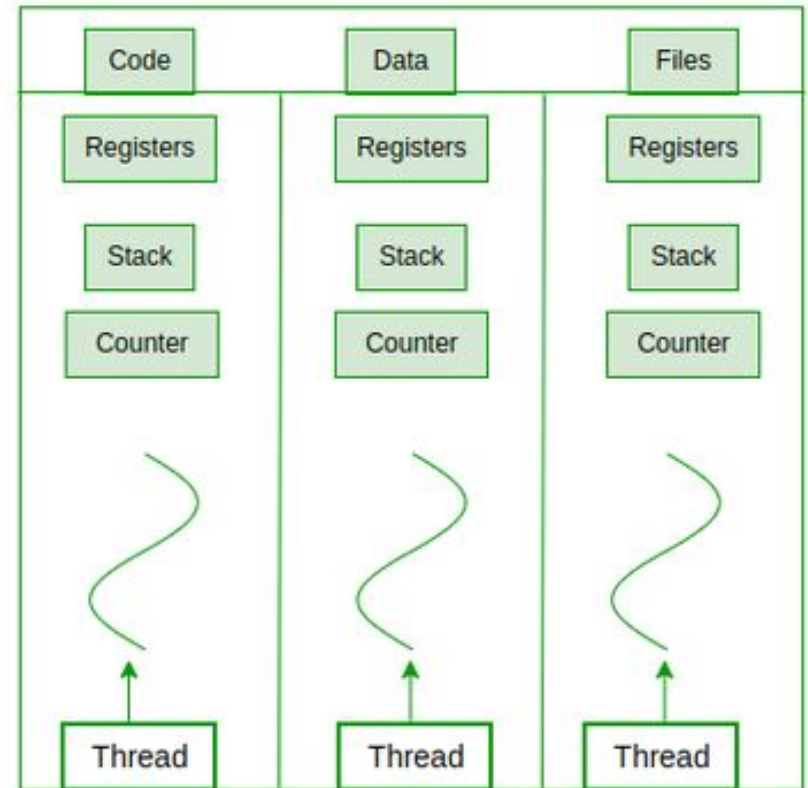 Code Data Files
Registers Registers Registers
Stack Stack Stack
Counter Counter Counter
Thread Thread Thread